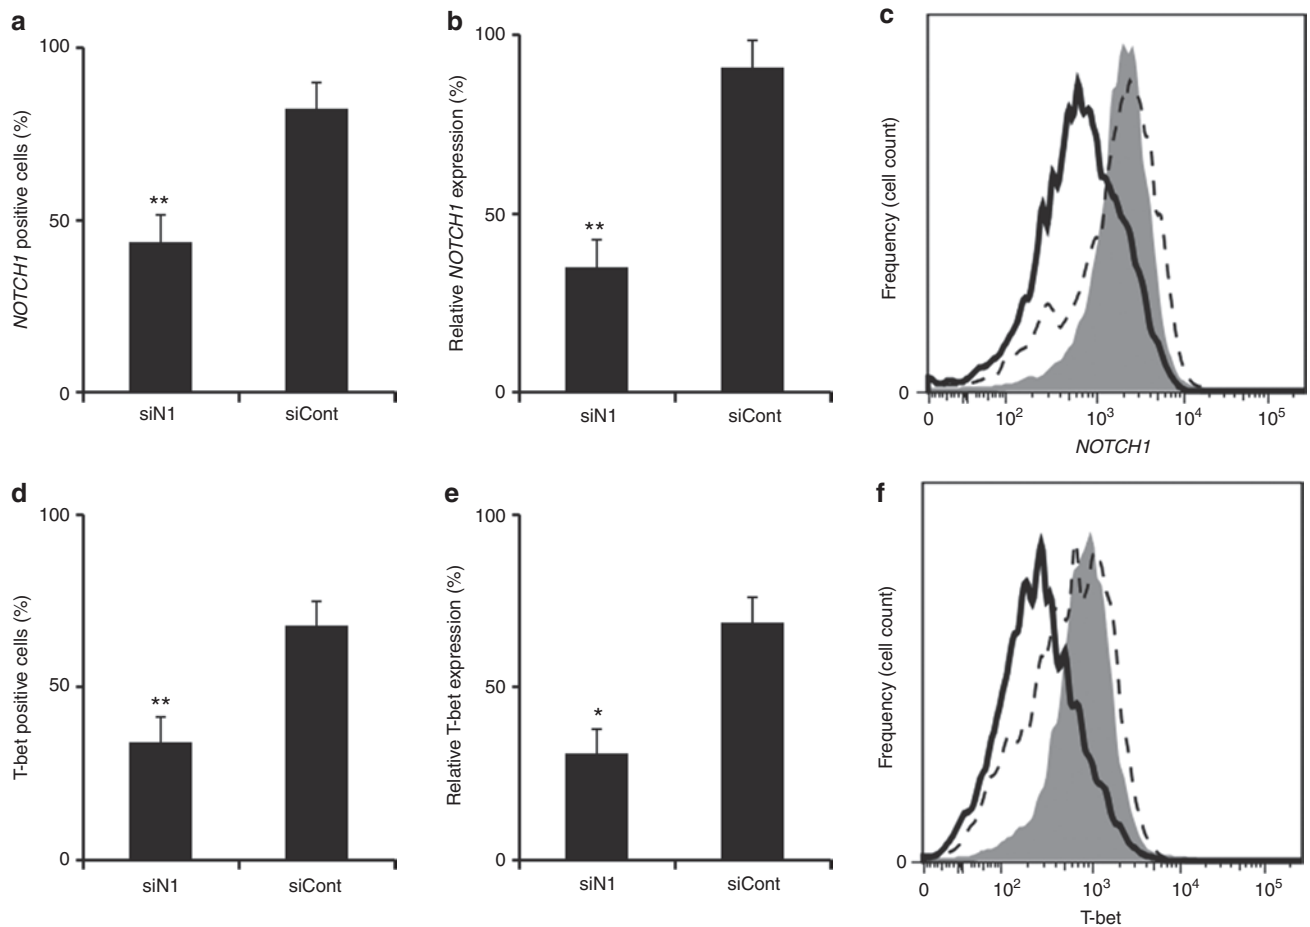 a
NOTCH1 positive cells (%)
100
50
0
**
siN1
siCont
b
Relative NOTCH1 expression (%)
100
50
0
**
siN1
siCont
c
Frequency (cell count)
0
0
10²
10³
10⁴
10⁵
NOTCH1
d
T-bet positive cells (%)
100
50
0
**
siN1
siCont
e
Relative T-bet expression (%)
100
50
0
*
siN1
siCont
f
Frequency (cell count)
0
0
10²
10³
10⁴
10⁵
T-bet